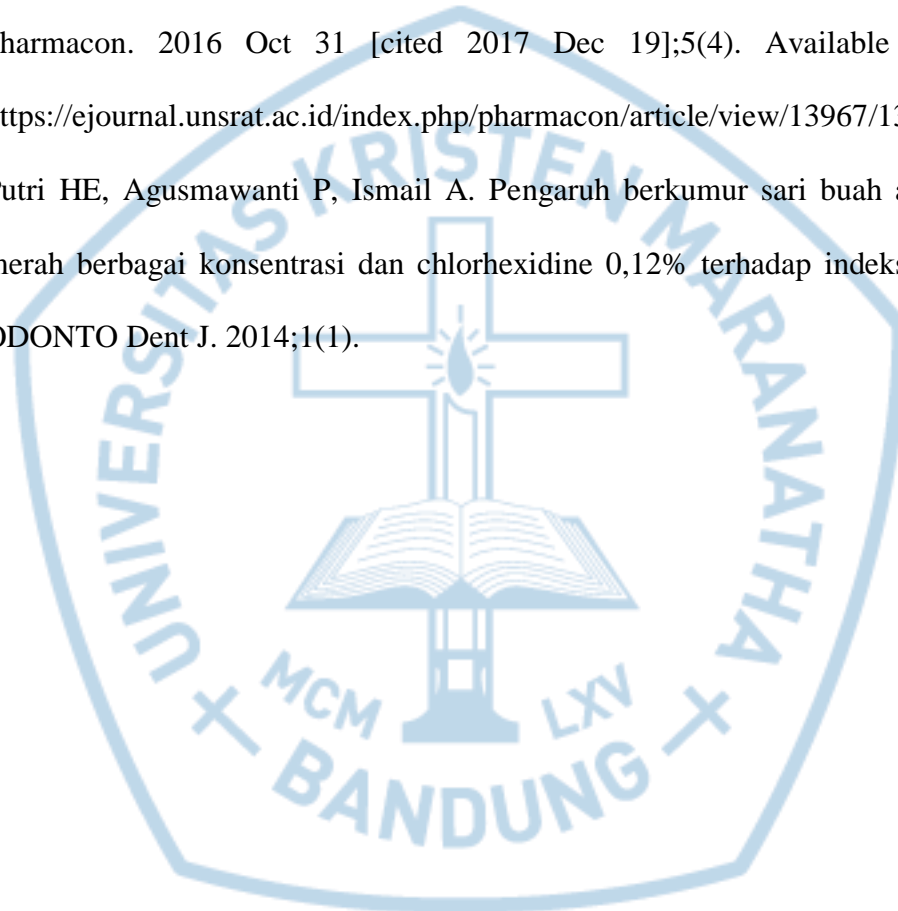 harmacon. 2016 Oct 31 [cited 2017 Dec 19];5(4). Available
ttps://ejournal.unsrat.ac.id/index.php/pharmacon/article/view/13967/13
Putri HE, Agusmawanti P, Ismail A. Pengaruh berkumur sari buah a
merah berbagai konsentrasi dan chlorhexidine 0,12% terhadap indeks
ODONTO Dent J. 2014;1(1).
UNIVERSITAS KRISTEN MARANATHA
MCM LXV
BANDUNG